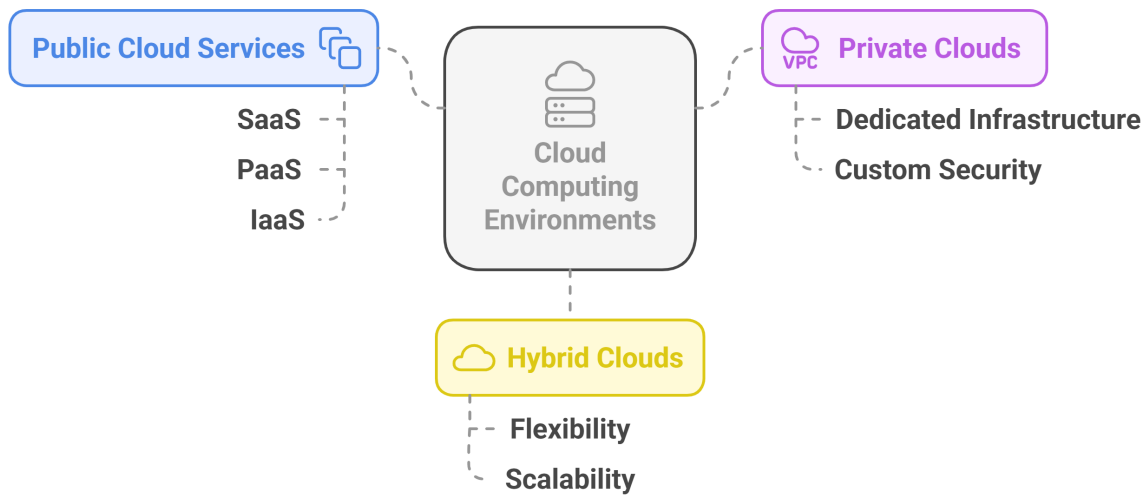 Public Cloud Services
SaaS
PaaS
IaaS
Cloud
Computing
Environments
VPC
Private Clouds
Dedicated Infrastructure
Custom Security
Hybrid Clouds
Flexibility
Scalability